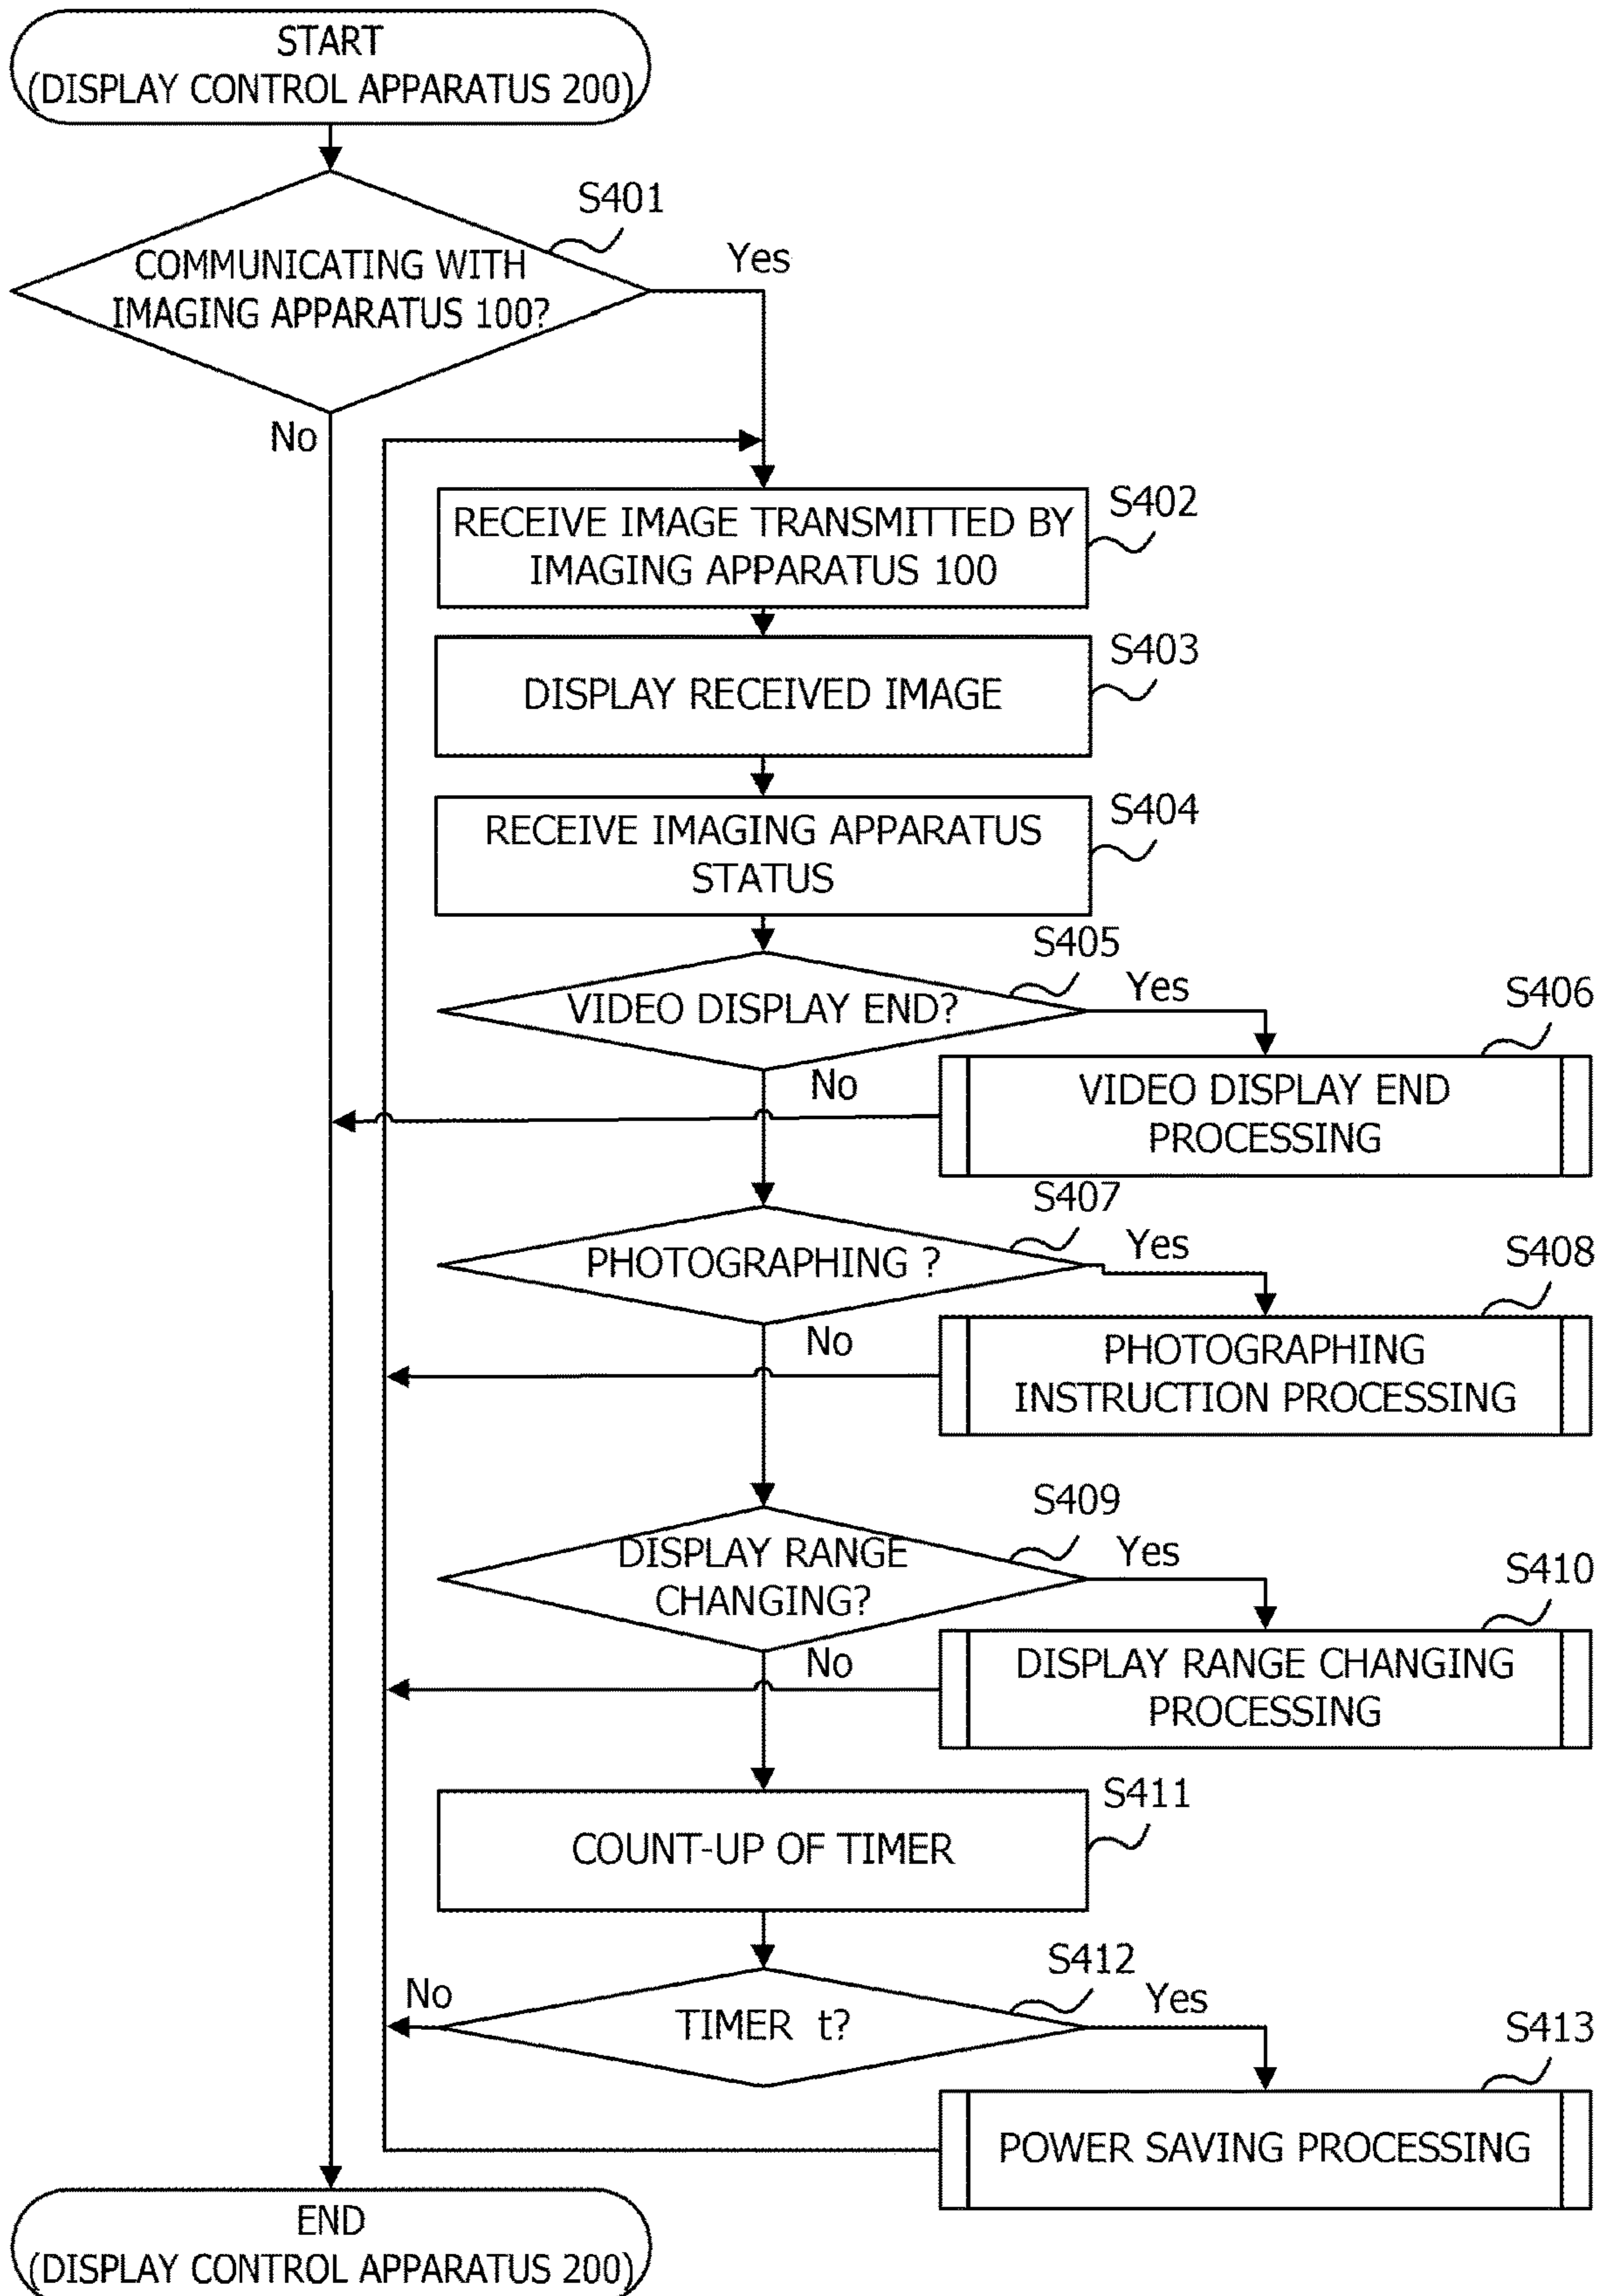 START
(DISPLAY CONTROL APPARATUS 200)
S401
COMMUNICATING WITH
IMAGING APPARATUS 100?
Yes
No
S402
RECEIVE IMAGE TRANSMITTED BY
IMAGING APPARATUS 100
S403
DISPLAY RECEIVED IMAGE
S404
RECEIVE IMAGING APPARATUS
STATUS
S405
VIDEO DISPLAY END?
Yes
No
S406
VIDEO DISPLAY END
PROCESSING
S407
PHOTOGRAPHING ?
Yes
No
S408
PHOTOGRAPHING
INSTRUCTION PROCESSING
S409
DISPLAY RANGE
CHANGING?
Yes
No
S410
DISPLAY RANGE CHANGING
PROCESSING
S411
COUNT-UP OF TIMER
S412
TIMER t?
No
Yes
S413
POWER SAVING PROCESSING
END
(DISPLAY CONTROL APPARATUS 200)